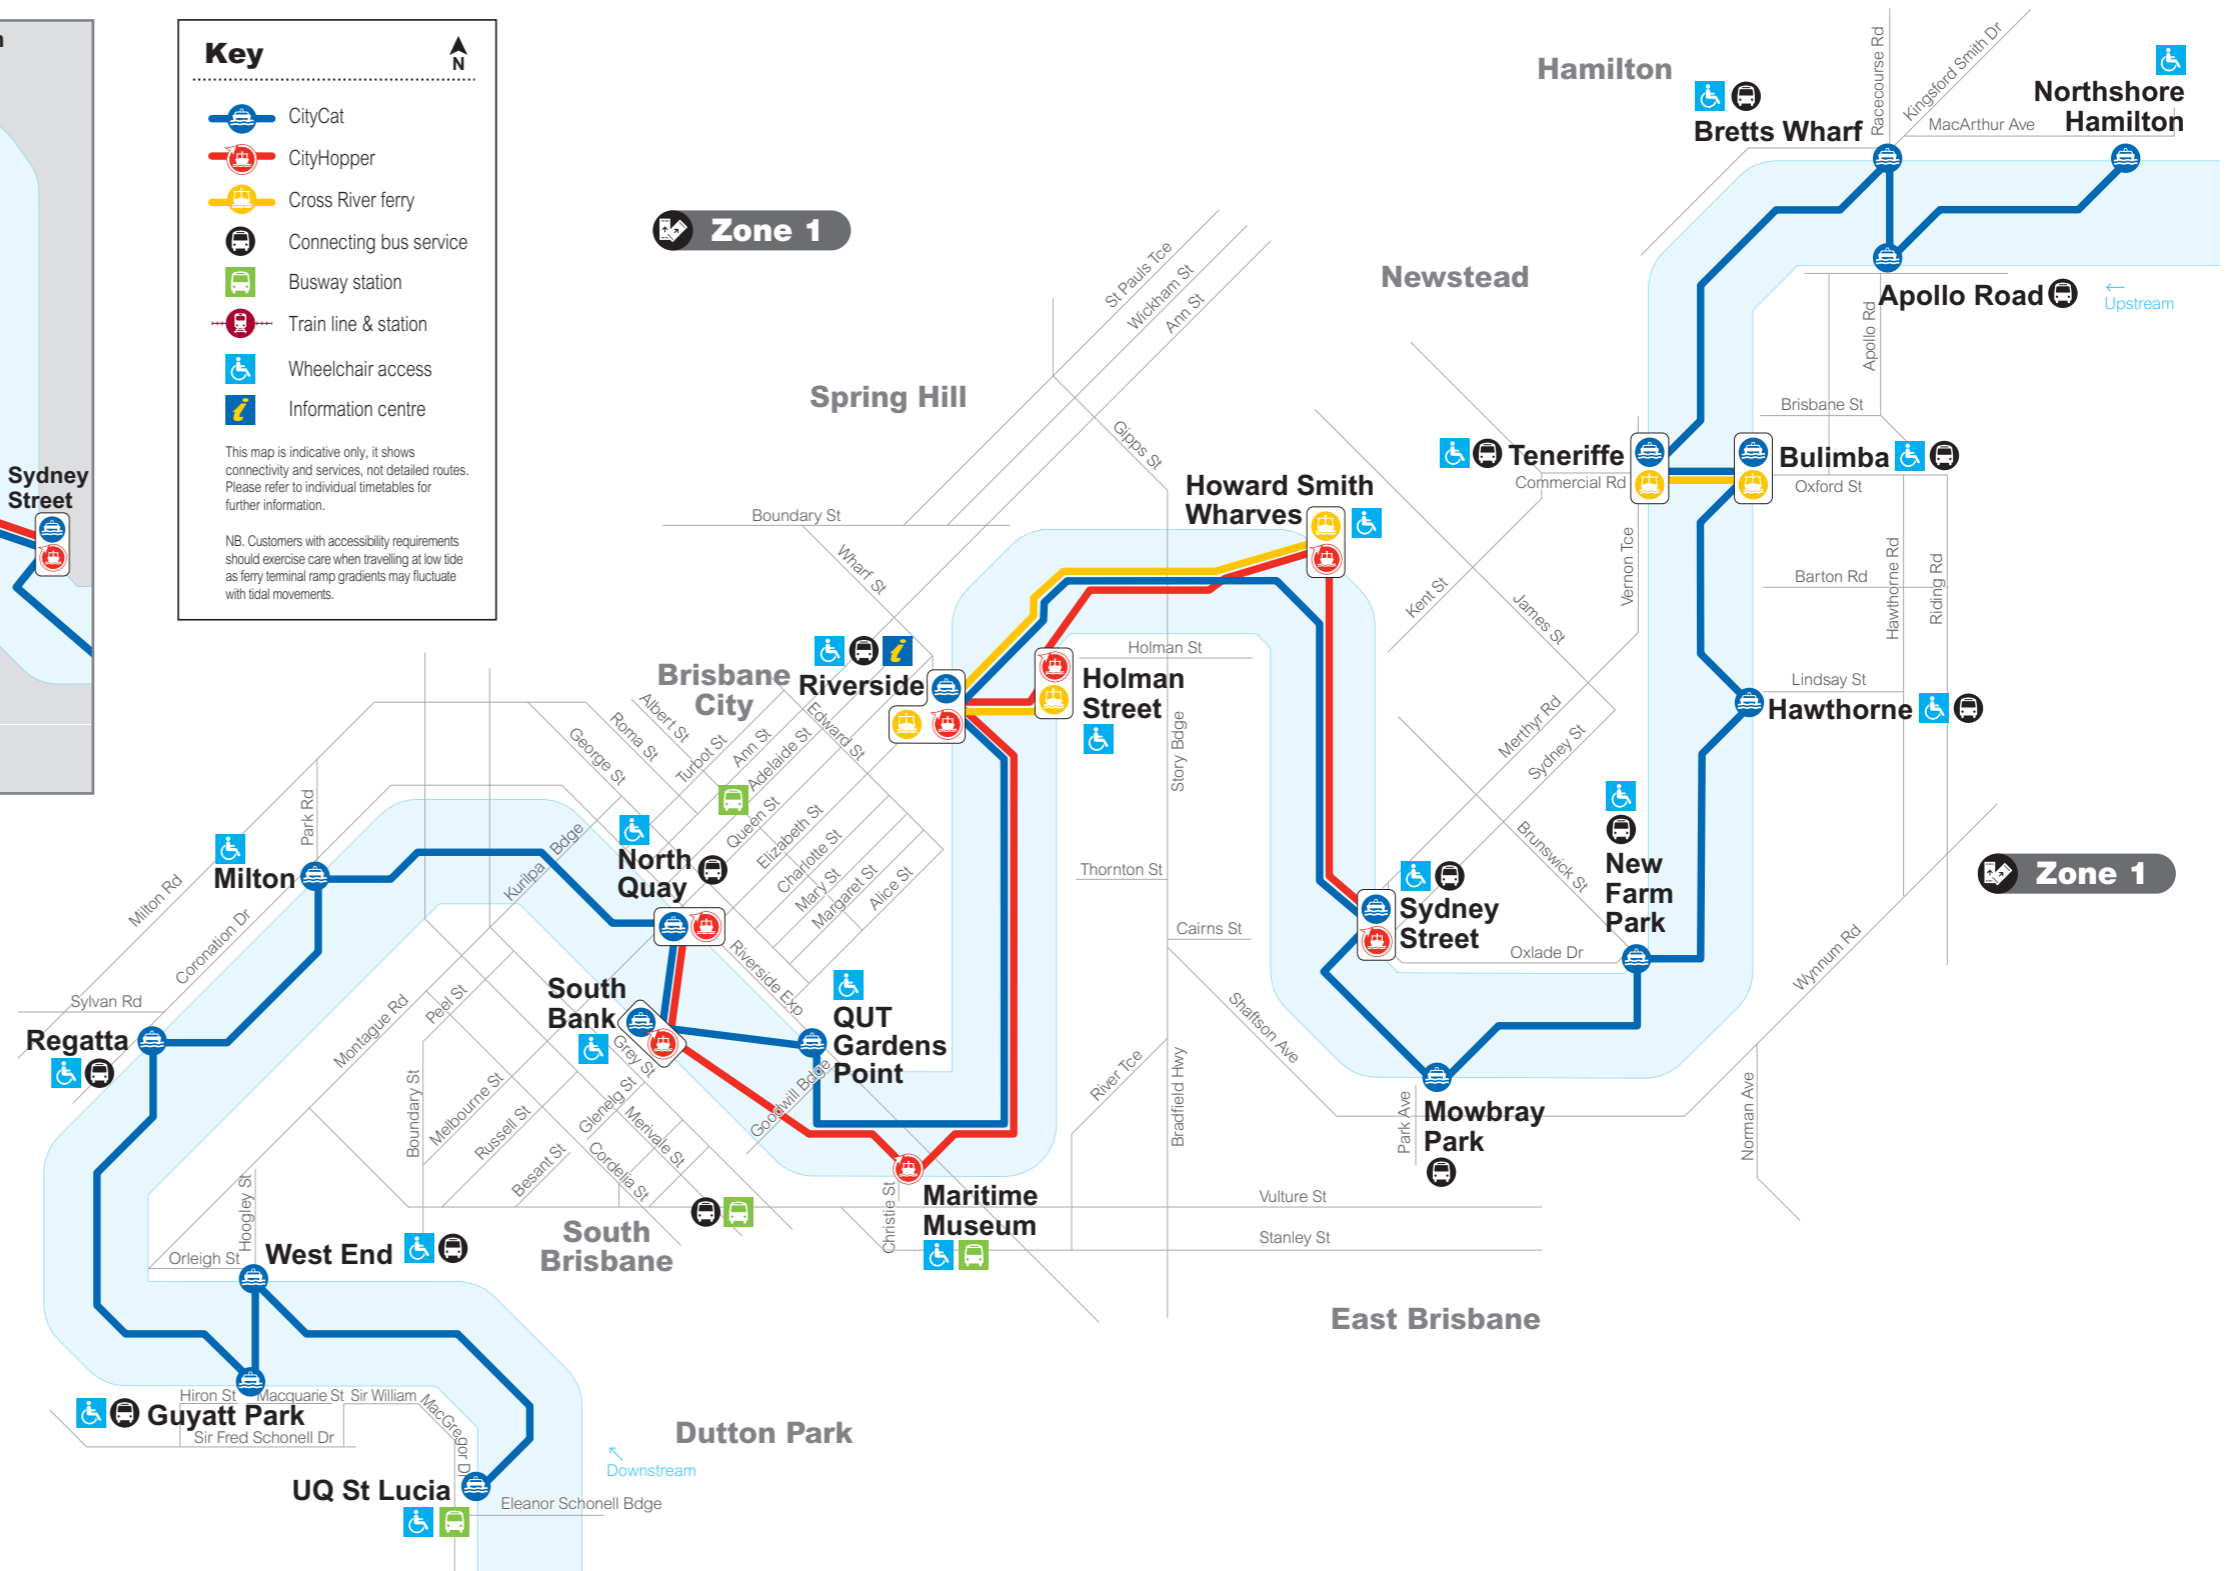 n
Sydney
Street
Key
N
CityCat
CityHopper
Cross River ferry
Connecting bus service
Busway station
Train line & station
Wheelchair access
Information centre
This map is indicative only, it shows
connectivity and services, not detailed routes.
Please refer to individual timetables for
further information.
NB. Customers with accessibility requirements
should exercise care when travelling at low tide
as ferry terminal ramp gradients may fluctuate
with tidal movements.
Zone 1
Hamilton
Bretts Wharf
Racecourse Rd
Kingsford Smith Dr
MacArthur Ave
Northshore
Hamilton
Apollo Road
Upstream
Apollo Rd
Newstead
Spring Hill
St Pauls Tce
Wickham St
Ann St
Gipps St
Brisbane St
Teneriffe
Commercial Rd
Bulimba
Oxford St
Howard Smith
Wharves
Boundary St
Wharf St
Vernon Tce
Kent St
James St
Barton Rd
Hawthorne Rd
Riding Rd
Lindsay St
Hawthorne
Brisbane
City
Riverside
Holman St
Holman
Street
Story Bdge
Merthyr Rd
Sydney St
Albert St
Roma St
George St
Turbot St
Ann St
Adelaide St
Edward St
Queen St
Elizabeth St
Charlotte St
Mary St
Margaret St
Alice St
Park Rd
Milton
Milton Rd
Coronation Dr
Kurilpa Bdge
North
Quay
Riverside Exp
Thornton St
Cairns St
Sydney
Street
Brunswick St
New
Farm
Park
Oxlade Dr
Zone 1
Wynnum Rd
Sylvan Rd
Regatta
Montague Rd
Peel St
South
Bank
Grey St
QUT
Gardens
Point
Goodwill Bdge
Boundary St
Melbourne St
Russell St
Glenelg St
Merivale St
Besant St
Cordelia St
River Tce
Bradfield Hwy
Shaftson Ave
Park Ave
Mowbray
Park
Norman Ave
Christie St
Maritime
Museum
Vulture St
Stanley St
South
Brisbane
East Brisbane
Hoogley St
Orleigh St
West End
Hiron St
Macquarie St
Sir William
MacGregor Dr
Guyatt Park
Sir Fred Schonell Dr
Dutton Park
Downstream
UQ St Lucia
Eleanor Schonell Bdge